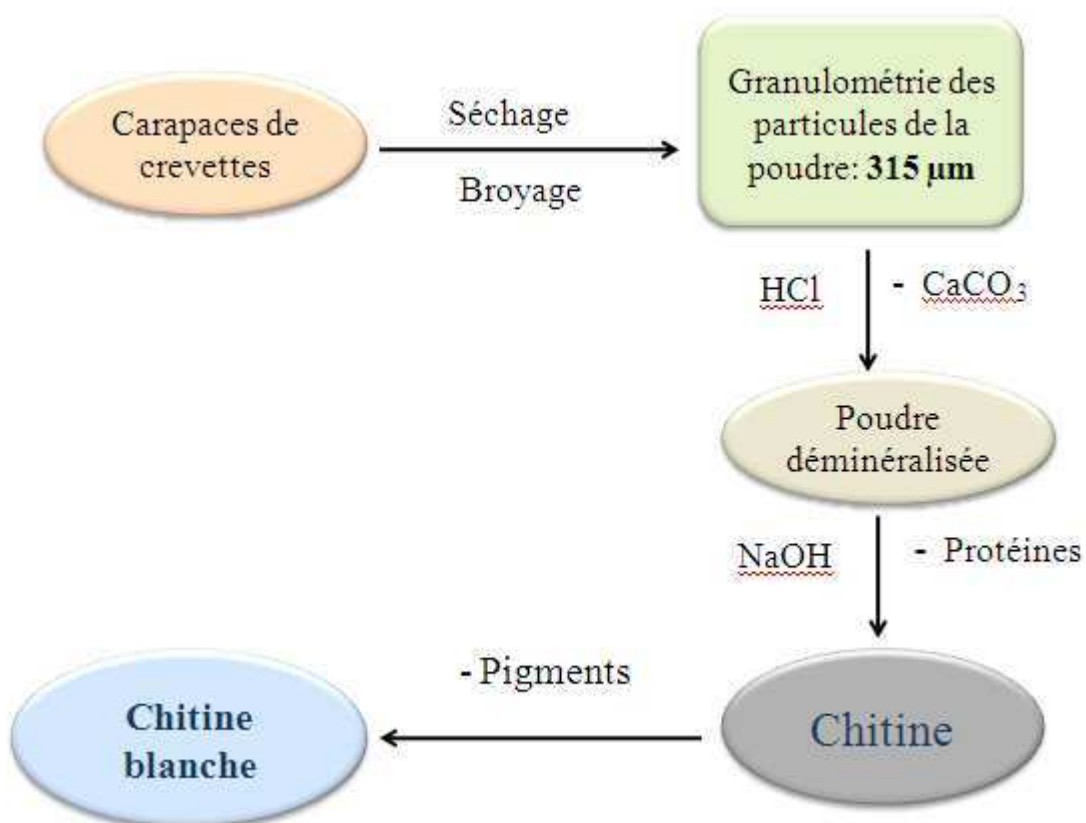 Carapaces de
crevettes
Séchage
Broyage
Granulométrie des
particules de la
poudre: 315 µm
HCl
- CaCO₃
Poudre
déminéralisée
NaOH
- Protéines
Chitine
- Pigments
Chitine
blanche